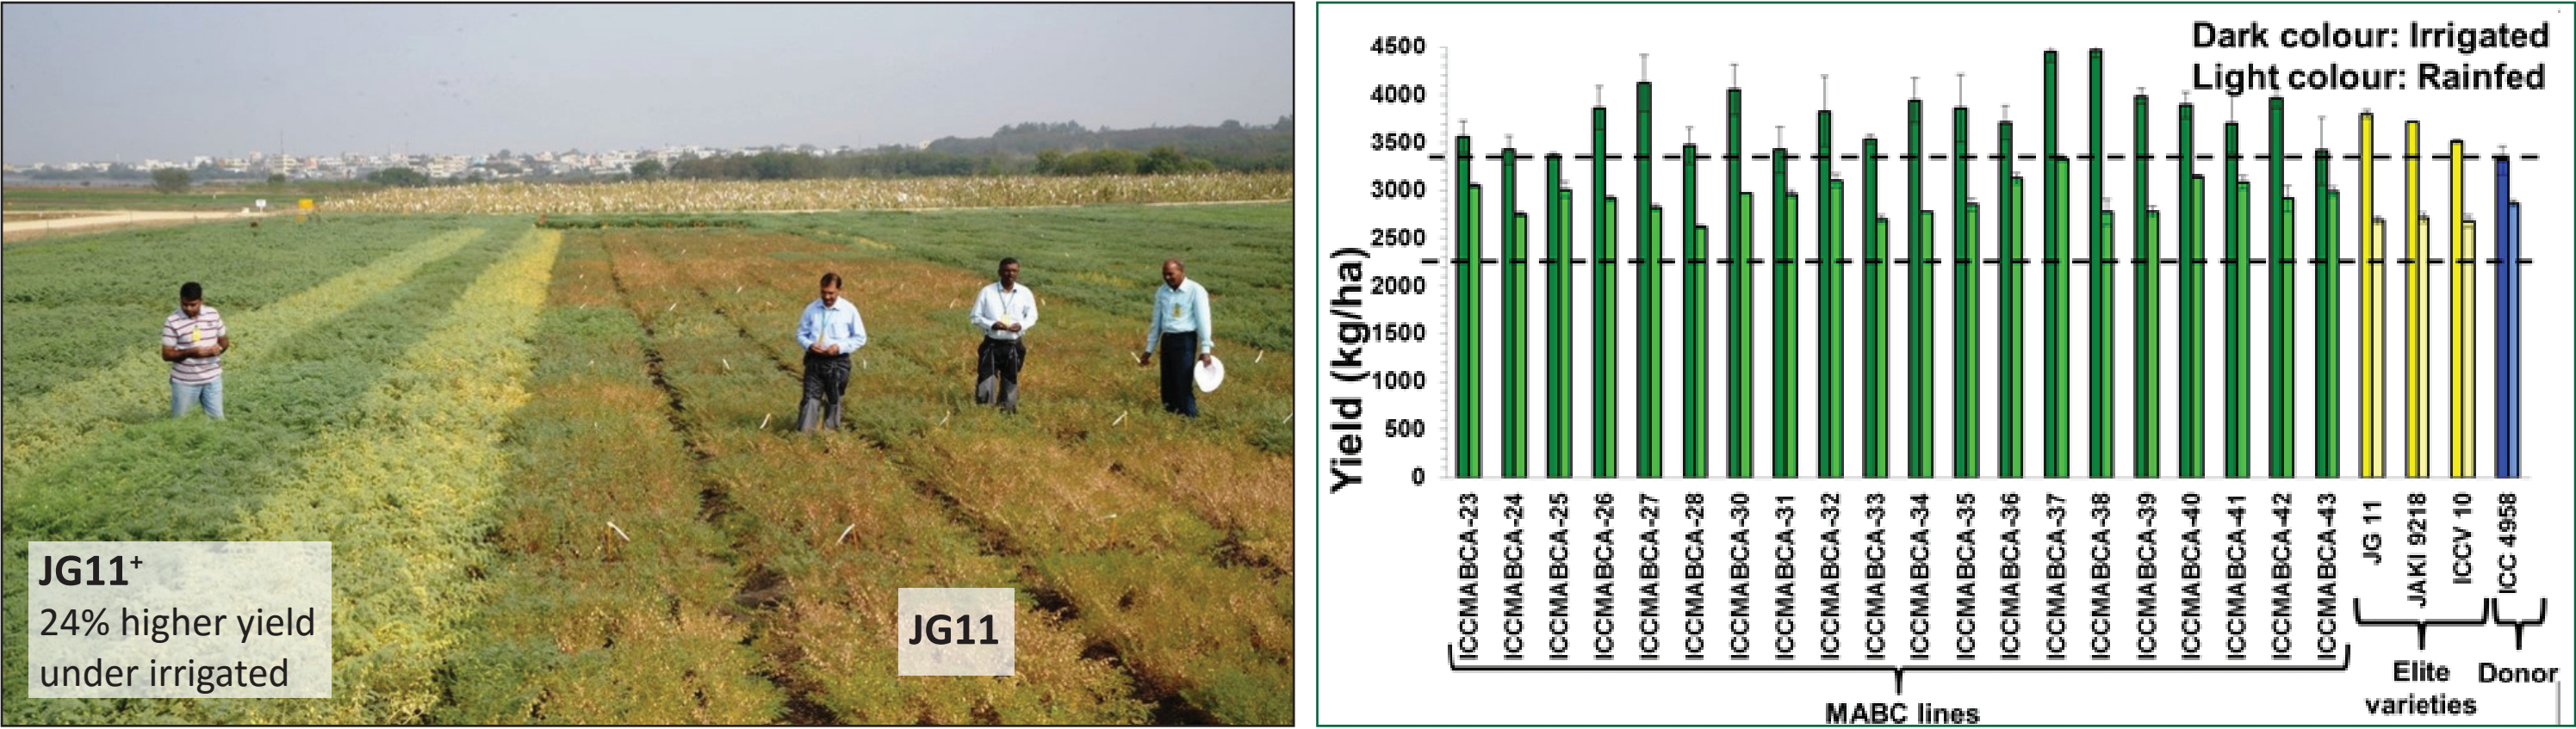 JG11+
24% higher yield
under irrigated
JG11
Dark colour: Irrigated
Light colour: Rainfed
Yield (kg/ha)
4500
4000
3500
3000
2500
2000
1500
1000
500
0
ICCMABCA-23
ICCMABCA-24
ICCMABCA-25
ICCMABCA-26
ICCMABCA-27
ICCMABCA-28
ICCMABCA-30
ICCMABCA-31
ICCMABCA-32
ICCMABCA-33
ICCMABCA-34
ICCMABCA-35
ICCMABCA-36
ICCMABCA-37
ICCMABCA-38
ICCMABCA-39
ICCMABCA-40
ICCMABCA-41
ICCMABCA-42
ICCMABCA-43
JG 11
JAKI 9218
ICCV 10
ICC 4958
MABC lines
Elite
varieties
Donor